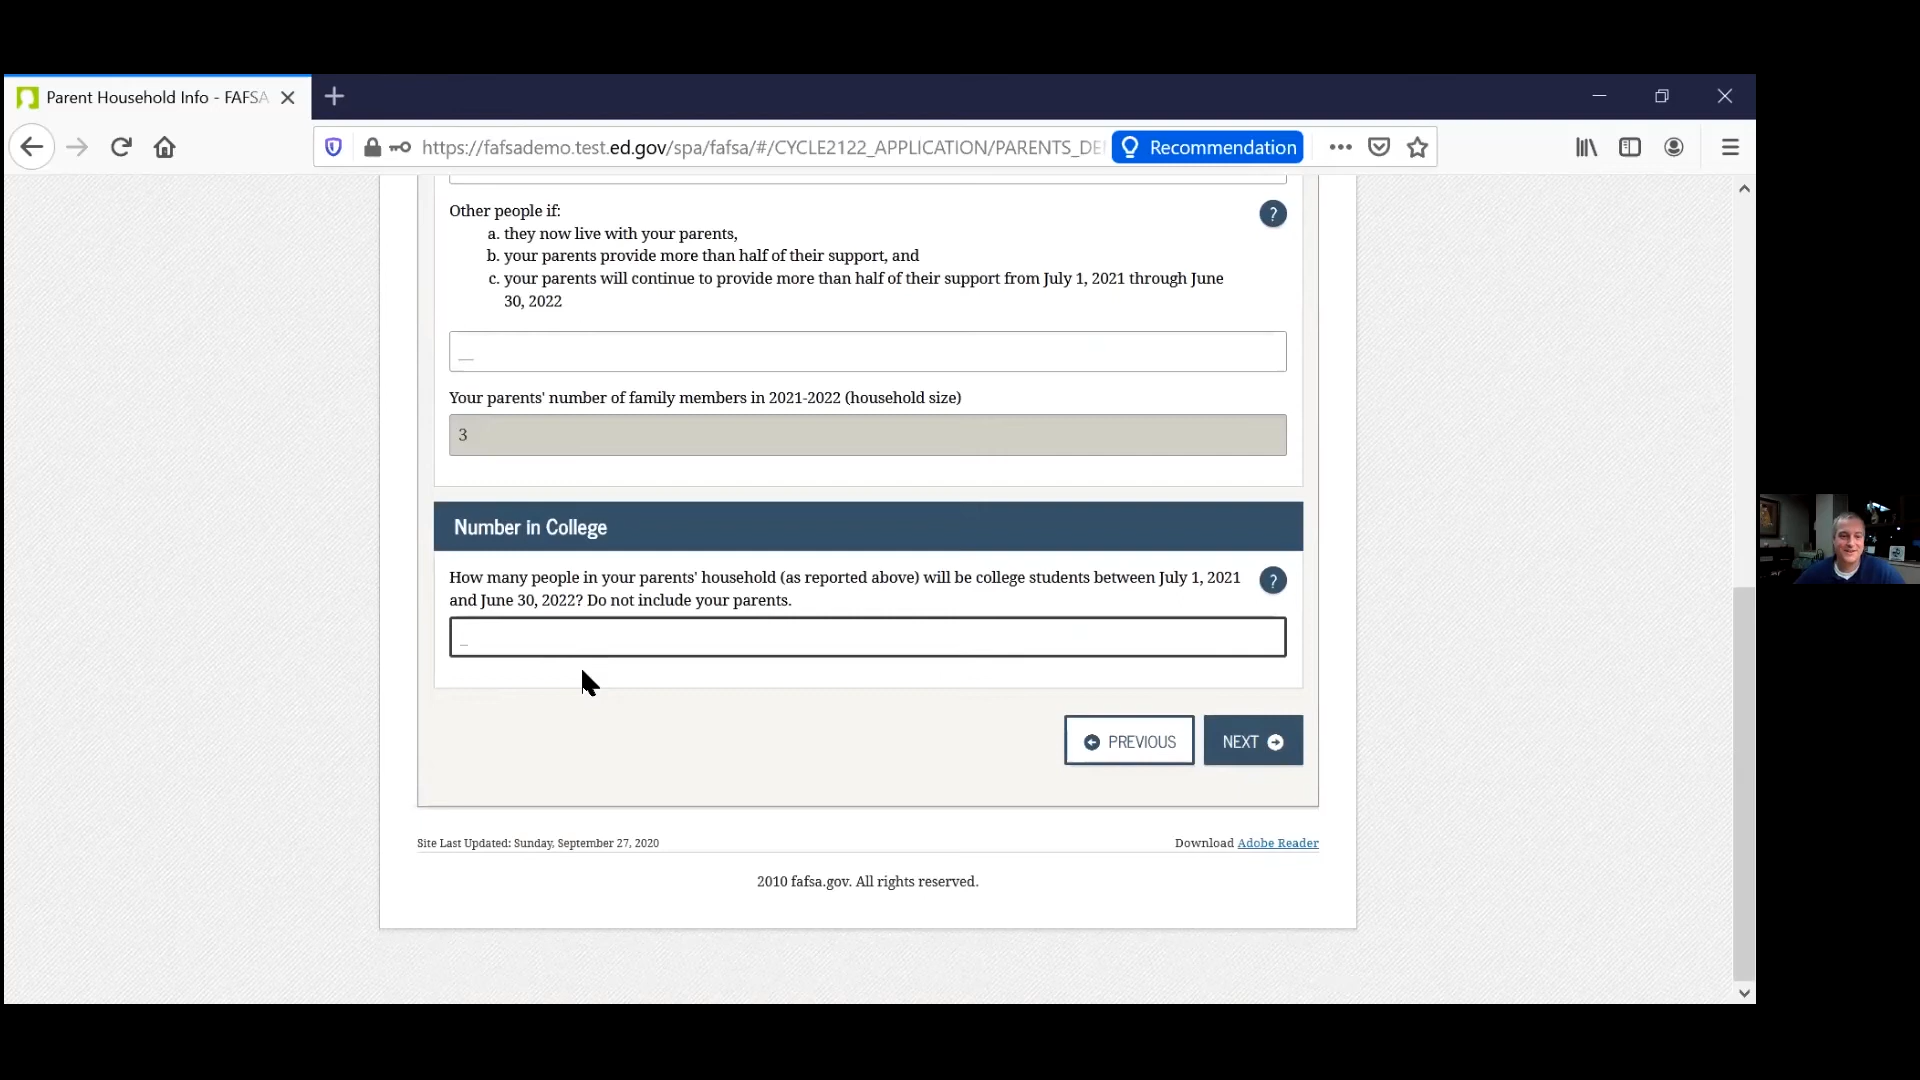 Parent Household Info - FAFSA
https://fafsademo.test.ed.gov/spa/fafsa/#/CYCLE2122_APPLICATION/PARENTS_DE
Recommendation
Other people if:
a. they now live with your parents,
b. your parents provide more than half of their support, and
c. your parents will continue to provide more than half of their support from July 1, 2021 through June
30, 2022
?
Your parents' number of family members in 2021-2022 (household size)
3
Number in College
How many people in your parents' household (as reported above) will be college students between July 1, 2021
and June 30, 2022? Do not include your parents.
?
PREVIOUS
NEXT
Site Last Updated: Sunday, September 27, 2020
Download Adobe Reader
2010 fafsa.gov. All rights reserved.